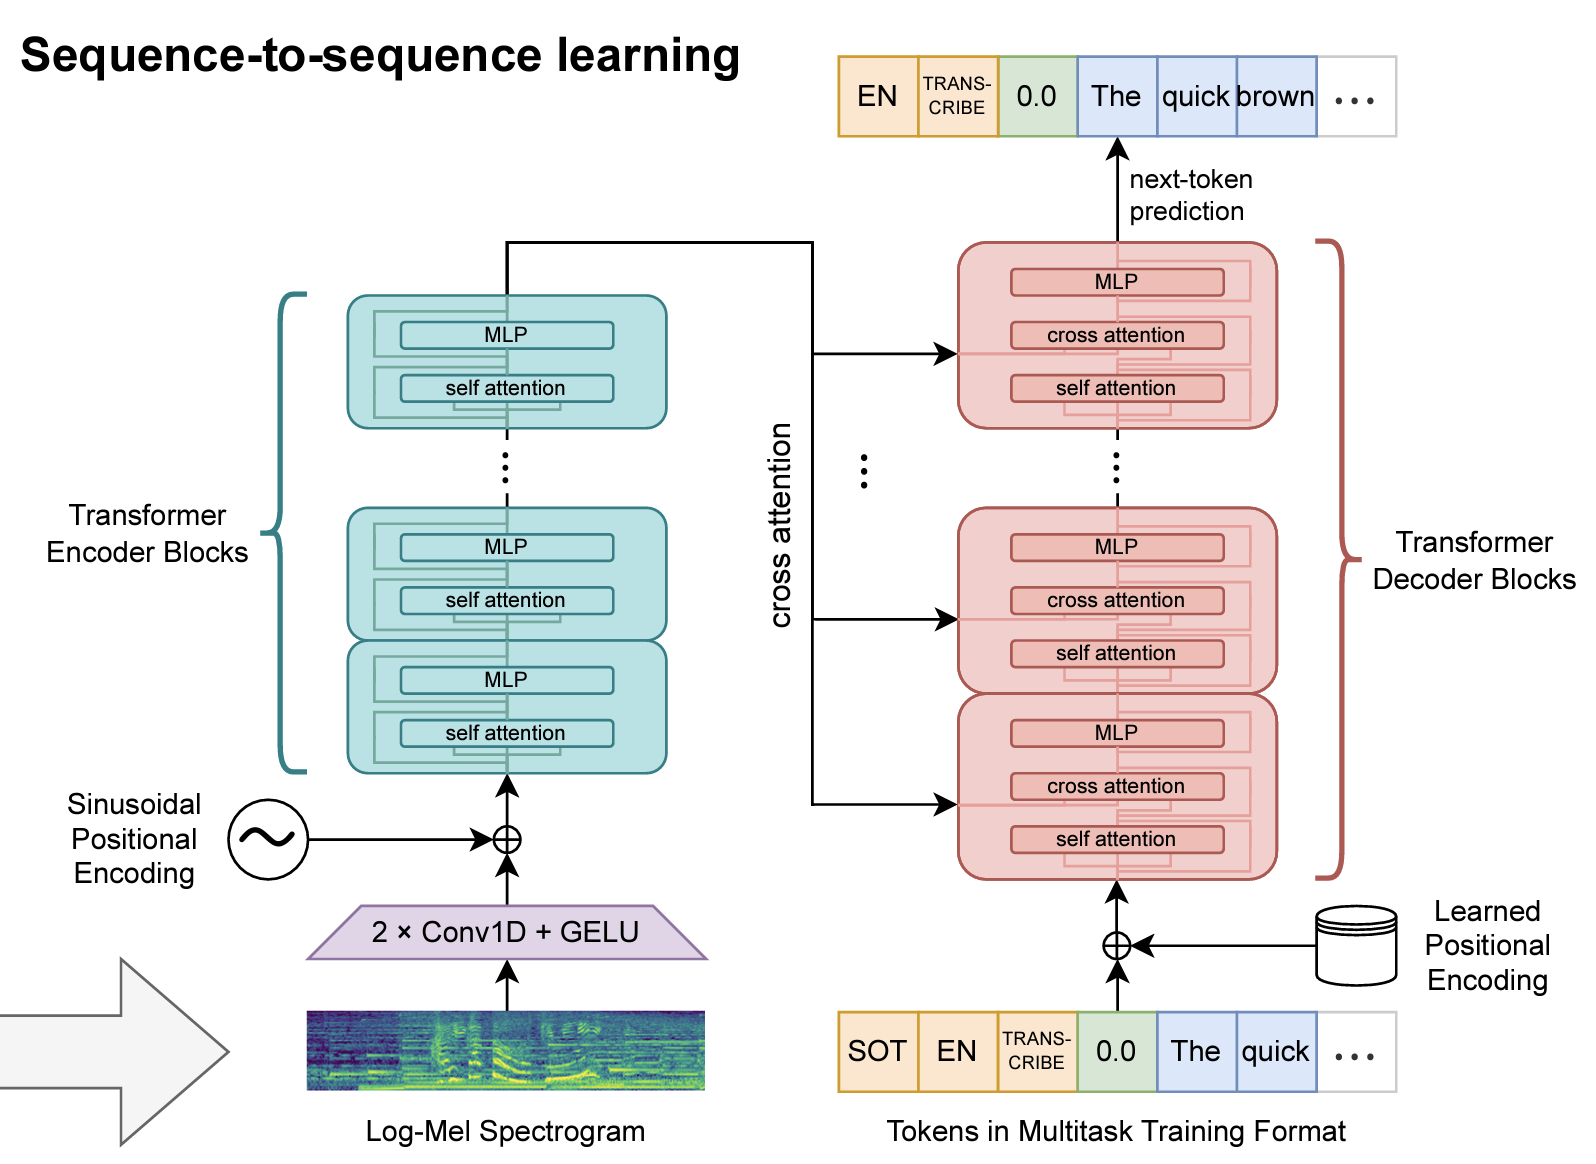 Sequence-to-sequence learning
EN TRANS-CRIBE 0.0 The quick brown ...
next-token
prediction
MLP
cross attention
self attention
MLP
self attention
Transformer
Encoder Blocks
cross attention
MLP
self attention
MLP
self attention
MLP
cross attention
self attention
MLP
cross attention
self attention
Transformer
Decoder Blocks
Sinusoidal
Positional
Encoding
2 × Conv1D + GELU
Learned
Positional
Encoding
SOT EN TRANS-CRIBE 0.0 The quick ...
Log-Mel Spectrogram
Tokens in Multitask Training Format